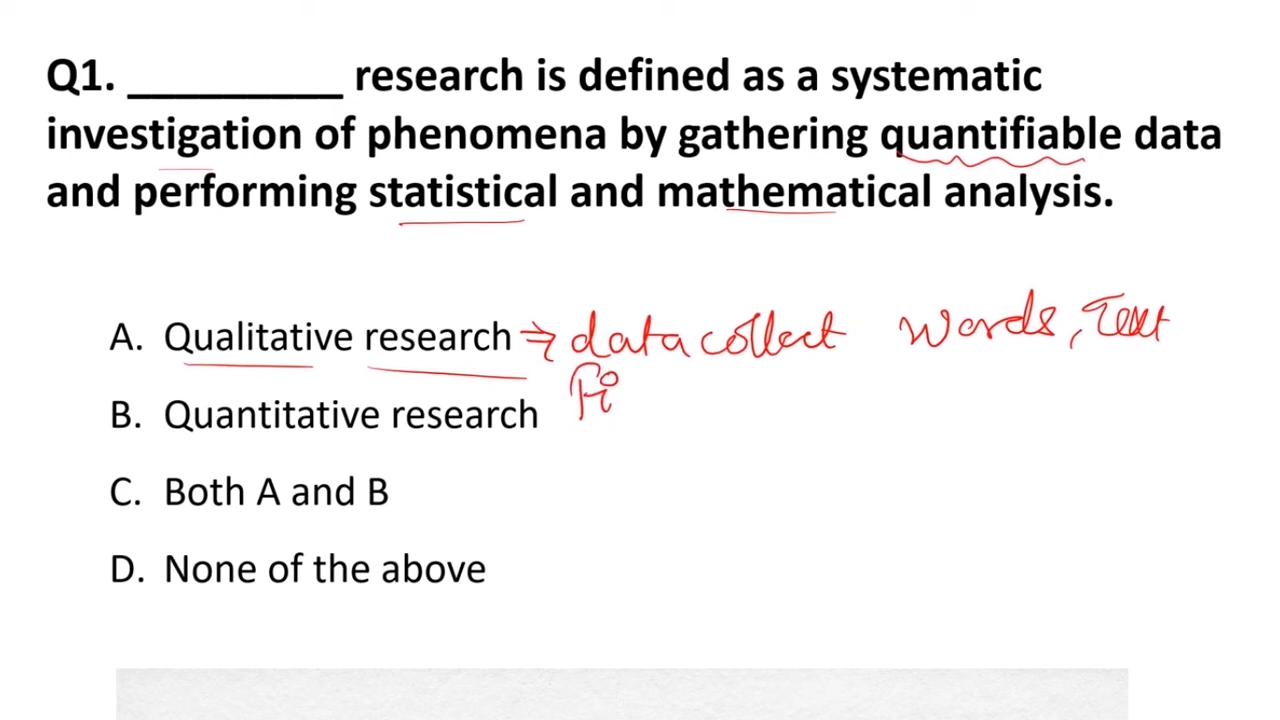 Q1. _________ research is defined as a systematic
investigation of phenomena by gathering quantifiable data
and performing statistical and mathematical analysis.
A. Qualitative research ⇒ data collect words, Text
B. Quantitative research
C. Both A and B
D. None of the above